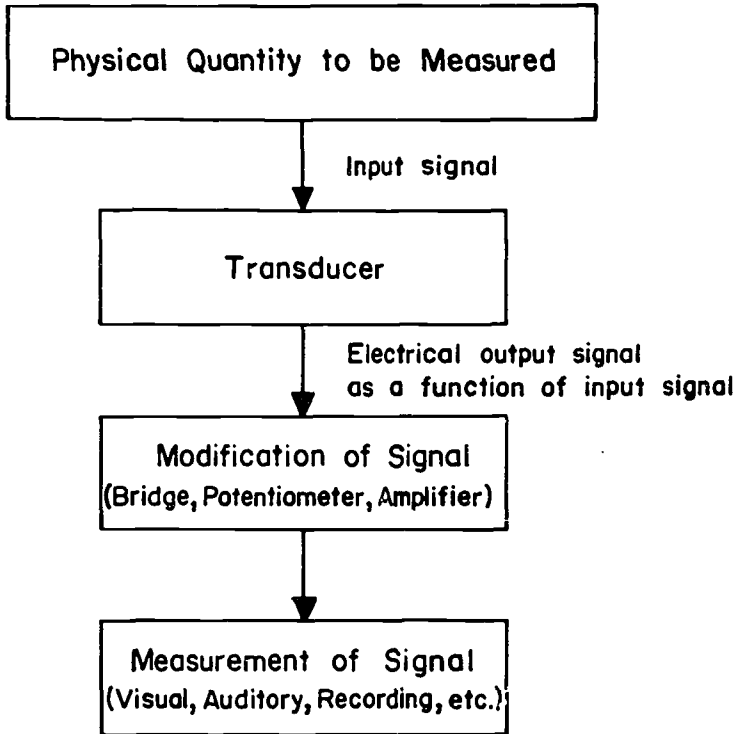 Physical Quantity to be Measured
Input signal
Transducer
Electrical output signal
as a function of input signal
Modification of Signal
(Bridge, Potentiometer, Amplifier)
Measurement of Signal
(Visual, Auditory, Recording, etc.)